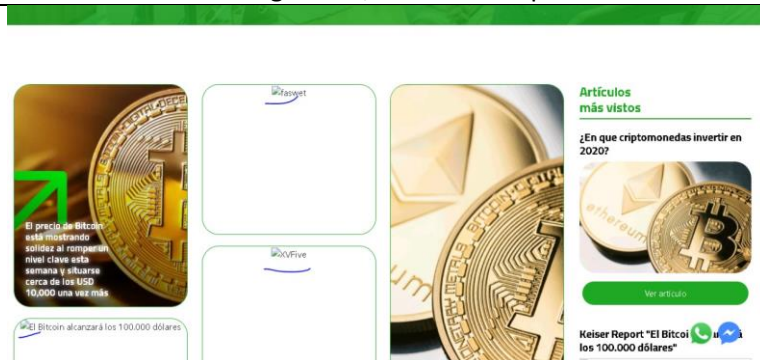 faswet
El precio de Bitcoin
está mostrando
solidez al romper un
nivel clave esta
semana y situarse
cerca de los USD
10,000 una vez más
XVFive
El Bitcoin alcanzará los 100.000 dólares
Artículos
más vistos
¿En que criptomonedas invertir en
2020?
ethereum
Ver artículo
Keiser Report "El Bitcoi
los 100.000 dólares"